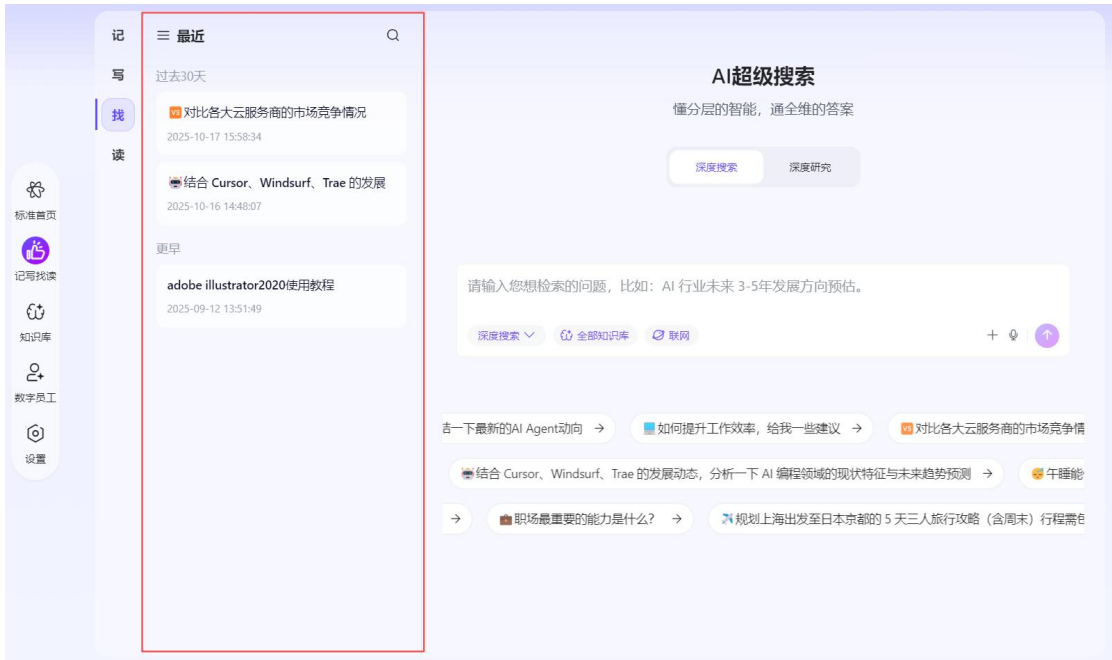 标准首页
记写找读
知识库
数字员工
设置
记
写
找
读
最近
过去30天
VS对比各大云服务商的市场竞争情况
2025-10-17 15:58:34
结合 Cursor、Windsurf、Trae 的发展
2025-10-16 14:48:07
更早
adobe illustrator2020使用教程
2025-09-12 13:51:49
AI超级搜索
懂分层的智能，通全维的答案
深度搜索 深度研究
请输入您想检索的问题，比如：AI 行业未来 3-5年发展方向预估。
深度搜索 全部知识库 联网
一下最新的AI Agent动向 → 如何提升工作效率，给我一些建议 → VS对比各大云服务商的市场竞争情
结合 Cursor、Windsurf、Trae 的发展动态，分析一下 AI 编程领域的现状特征与未来趋势预测 → 午睡能
→ 职场最重要的能力是什么？ → 规划上海出发至日本京都的 5 天三人旅行攻略（含周末）行程需包